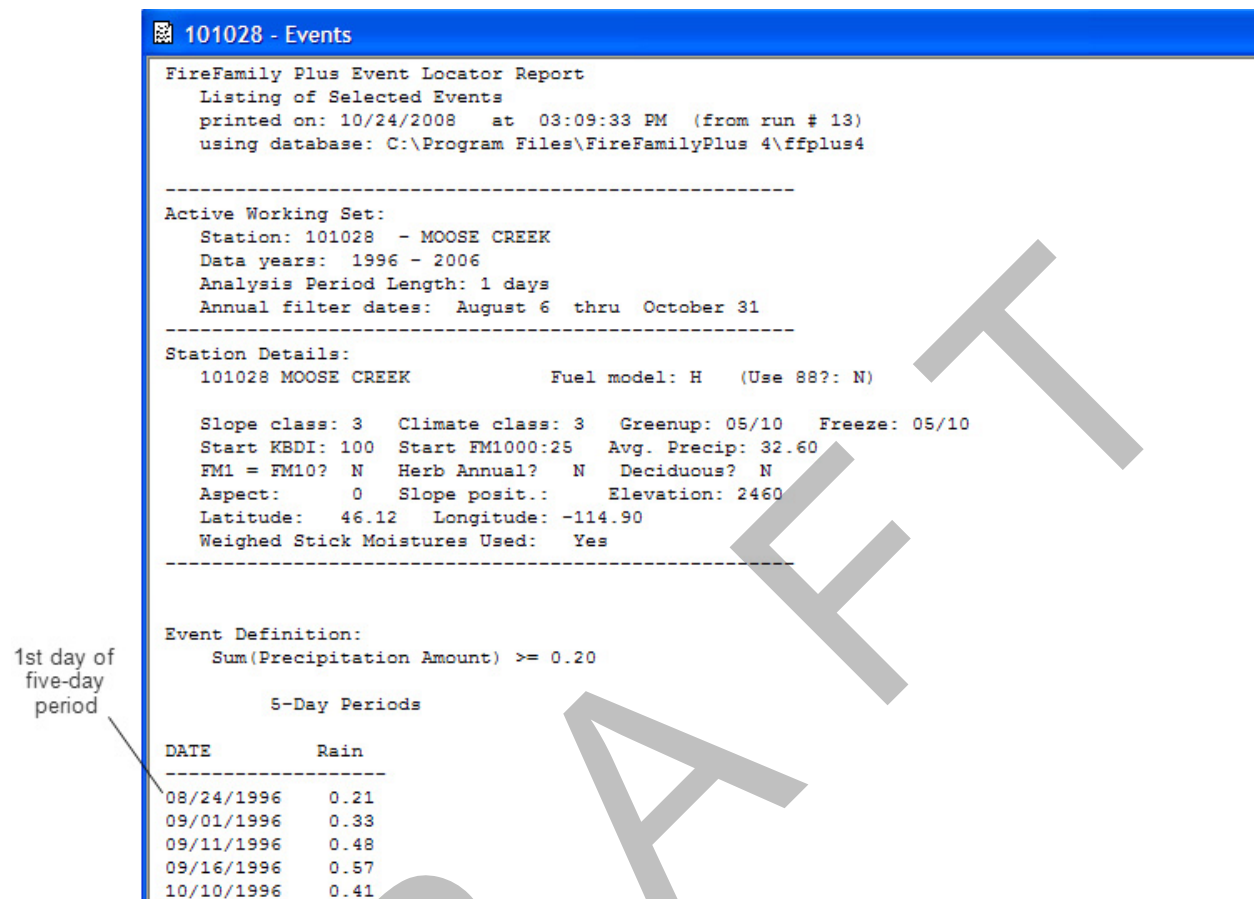 101028 - Events
FireFamily Plus Event Locator Report
Listing of Selected Events
printed on: 10/24/2008 at 03:09:33 PM (from run # 13)
using database: C:\Program Files\FireFamilyPlus 4\ffplus4
------------------------------------------------------
Active Working Set:
Station: 101028 - MOOSE CREEK
Data years: 1996 - 2006
Analysis Period Length: 1 days
Annual filter dates: August 6 thru October 31
------------------------------------------------------
Station Details:
101028 MOOSE CREEK Fuel model: H (Use 88?: N)
Slope class: 3 Climate class: 3 Greenup: 05/10 Freeze: 05/10
Start KBDI: 100 Start FM1000:25 Avg. Precip: 32.60
FM1 = FM10? N Herb Annual? N Deciduous? N
Aspect: 0 Slope posit.: Elevation: 2460
Latitude: 46.12 Longitude: -114.90
Weighed Stick Moistures Used: Yes
------------------------------------------------------
Event Definition:
Sum(Precipitation Amount) >= 0.20
5-Day Periods
1st day of
five-day
period
DATE Rain
-------------------
08/24/1996 0.21
09/01/1996 0.33
09/11/1996 0.48
09/16/1996 0.57
10/10/1996 0.41
AFT